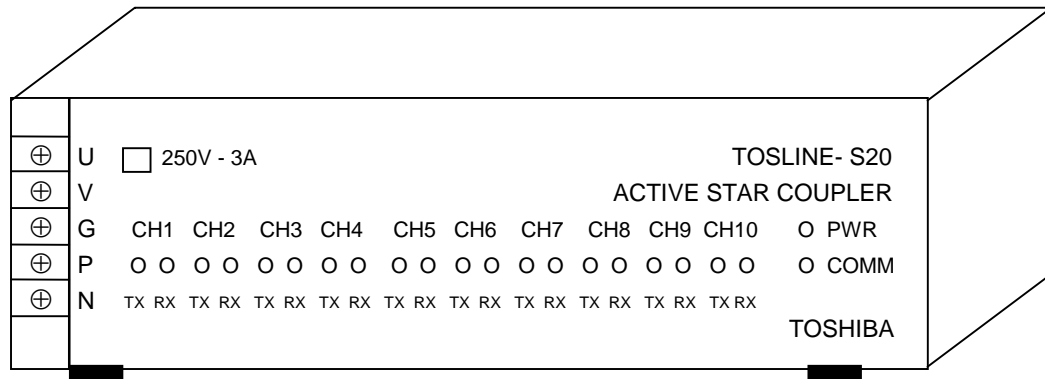 U 250V - 3A TOSLINE- S20
V ACTIVE STAR COUPLER
G CH1 CH2 CH3 CH4 CH5 CH6 CH7 CH8 CH9 CH10 O PWR
P O O O O O O O O O O O O O O O O O O O O O COMM
N TX RX TX RX TX RX TX RX TX RX TX RX TX RX TX RX TX RX TX RX
TOSHIBA